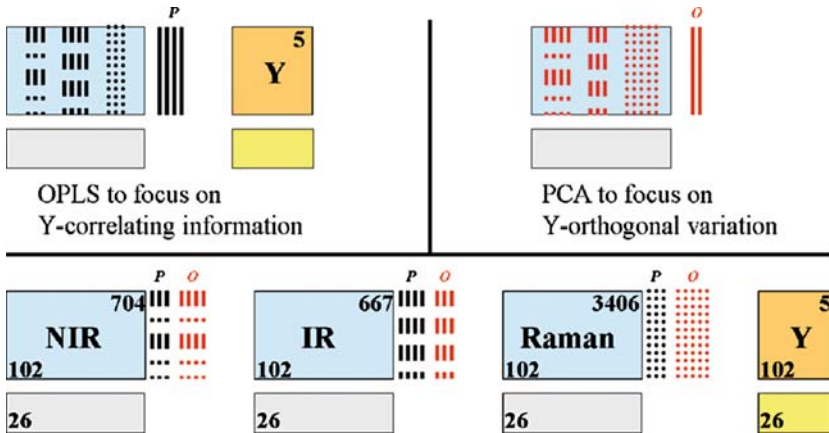 P
O
5
Y
OPLS to focus on
Y-correlating information
PCA to focus on
Y-orthogonal variation
P O
P O
P O
704
NIR
102
667
IR
102
3406
Raman
102
5
Y
102
26
26
26
26